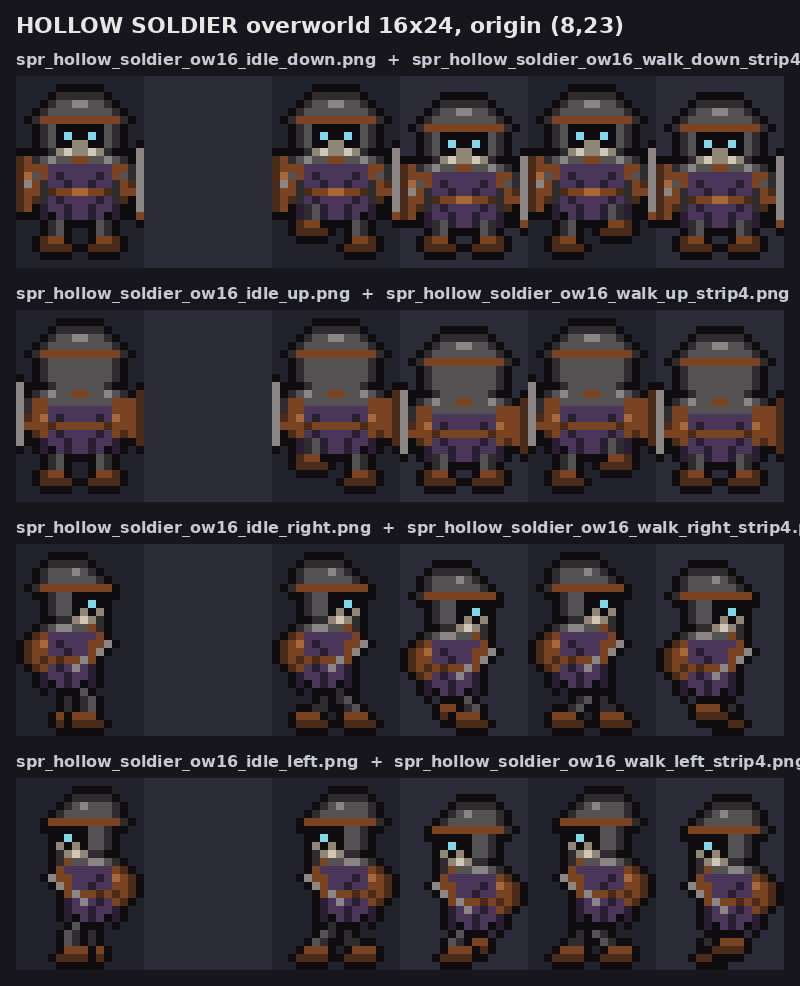 HOLLOW SOLDIER overworld 16x24, origin (8,23)
spr_hollow_soldier_ow16_idle_down.png + spr_hollow_soldier_ow16_walk_down_strip4
spr_hollow_soldier_ow16_idle_up.png + spr_hollow_soldier_ow16_walk_up_strip4.png
spr_hollow_soldier_ow16_idle_right.png + spr_hollow_soldier_ow16_walk_right_strip4.p
spr_hollow_soldier_ow16_idle_left.png + spr_hollow_soldier_ow16_walk_left_strip4.png